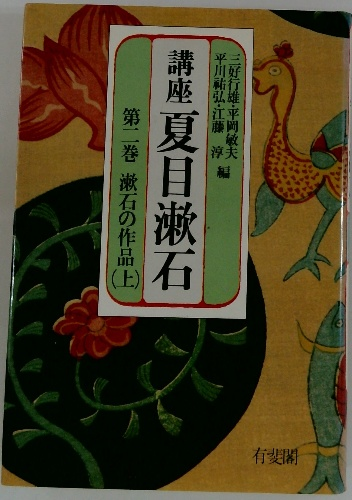 三好行雄・平岡敏夫
平川祐弘・江藤 淳 編
講座 夏目漱石
第二巻 漱石の作品(上)
有斐閣